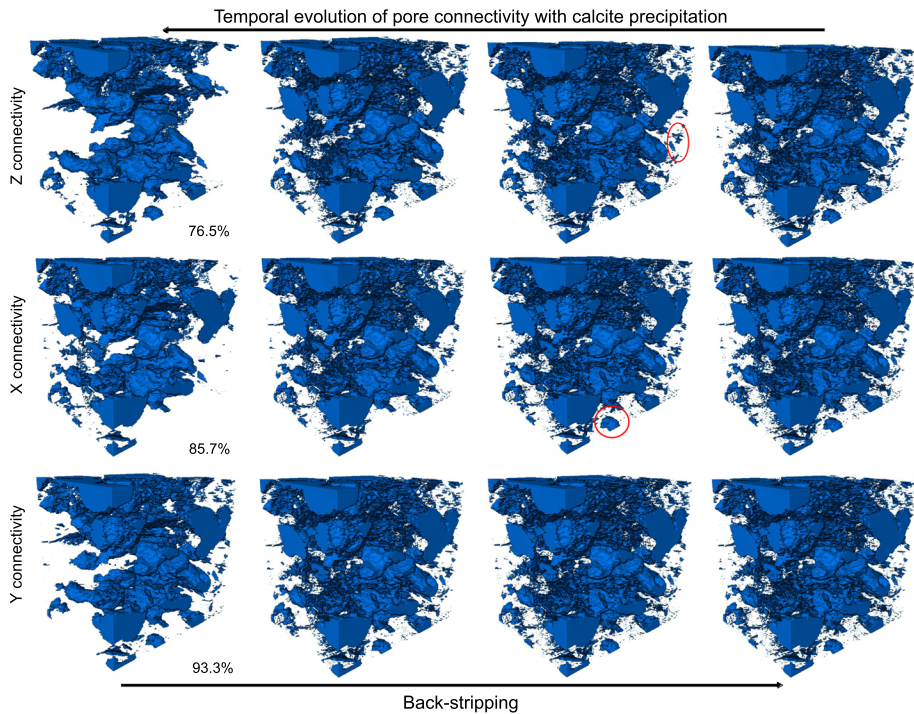 Temporal evolution of pore connectivity with calcite precipitation
Z connectivity
76.5%
X connectivity
85.7%
Y connectivity
93.3%
Back-stripping